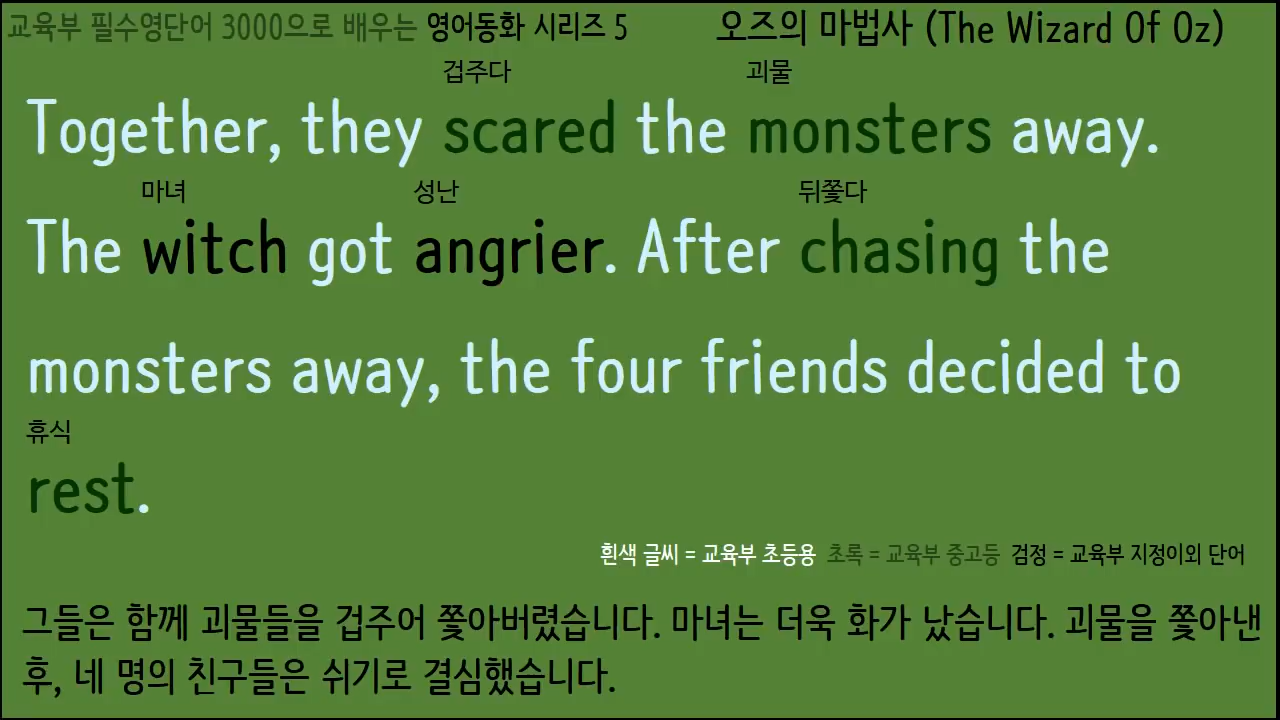 교육부 필수영단어 3000으로 배우는 영어동화 시리즈 5 오즈의 마법사 (The Wizard Of Oz)
겁주다 괴물
Together, they scared the monsters away.
마녀 성난 뒤쫓다
The witch got angrier. After chasing the
monsters away, the four friends decided to
휴식
rest.
흰색 글씨 = 교육부 초등용 초록 = 교육부 중고등 검정 = 교육부 지정이외 단어
그들은 함께 괴물들을 겁주어 쫓아버렸습니다. 마녀는 더욱 화가 났습니다. 괴물을 쫓아낸
후, 네 명의 친구들은 쉬기로 결심했습니다.